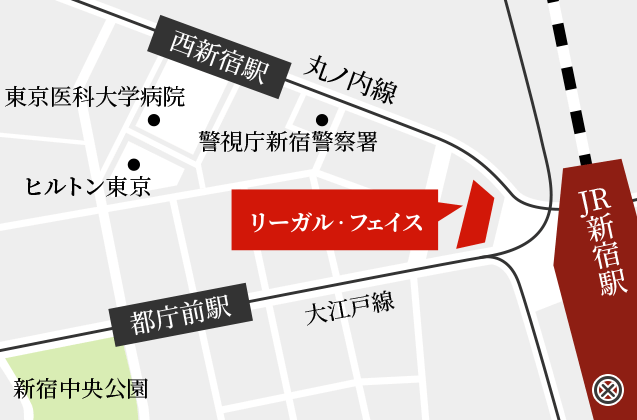 西新宿駅
丸ノ内線
東京医科大学病院
警視庁新宿警察署
ヒルトン東京
リーガル・フェイス
JR新宿駅
都庁前駅
大江戸線
新宿中央公園